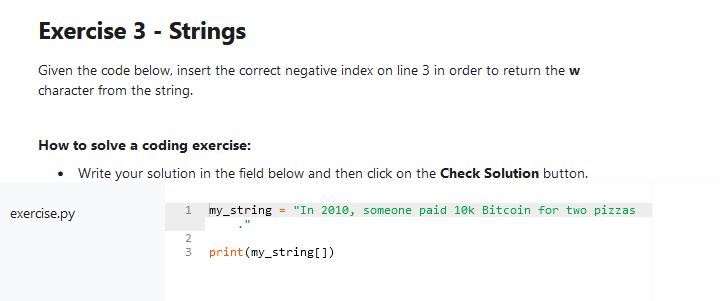 Exercise 3 - Strings
Given the code below, insert the correct negative index on line 3 in order to return the w
character from the string.
How to solve a coding exercise:
• Write your solution in the field below and then click on the Check Solution button.
exercise.py
1 my_string = "In 2010, someone paid 10k Bitcoin for two pizzas
."
2
3 print(my_string[])